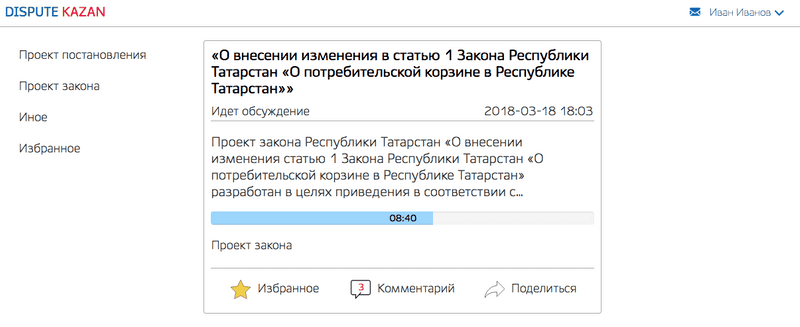 DISPUTE KAZAN
Иван Иванов
Проект постановления
Проект закона
Иное
Избранное
«О внесении изменения в статью 1 Закона Республики
Татарстан «О потребительской корзине в Республике
Татарстан»»
Идет обсуждение 2018-03-18 18:03
Проект закона Республики Татарстан «О внесении
изменения статью 1 Закона Республики Татарстан «О
потребительской корзине в Республике Татарстан»
разработан в целях приведения в соответствии с...
08:40
Проект закона
Избранное 3 Комментарий Поделиться